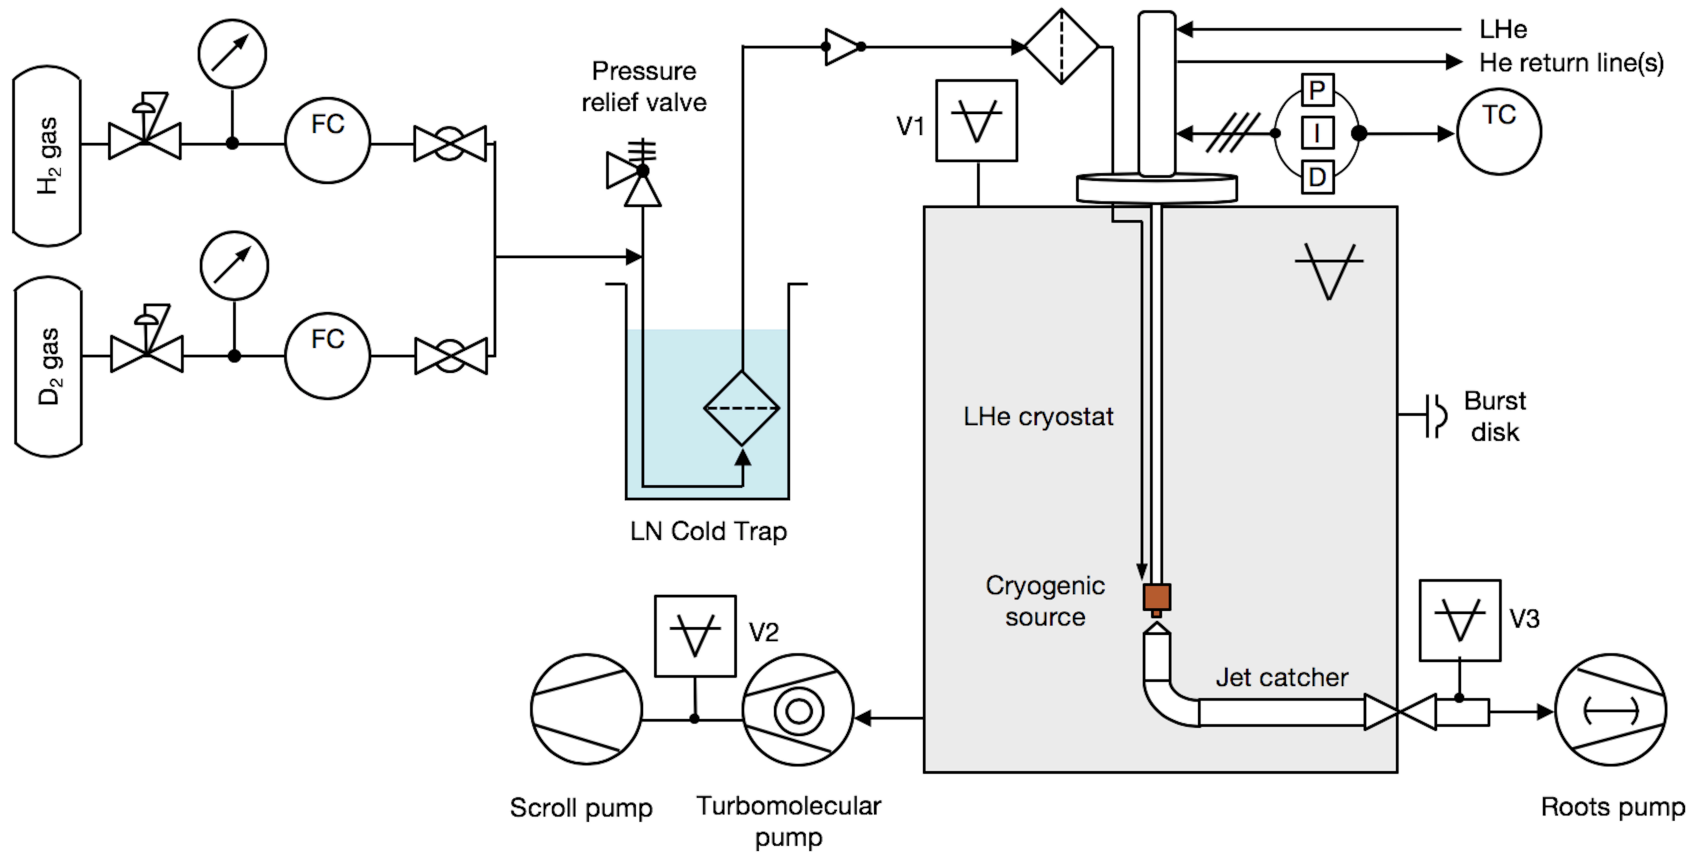 H₂ gas
FC
Pressure
relief valve
LHe
He return line(s)
V1
P
I
D
TC
D₂ gas
FC
LHe cryostat
Burst
disk
LN Cold Trap
Cryogenic
source
V2
V3
Jet catcher
Scroll pump
Turbomolecular
pump
Roots pump